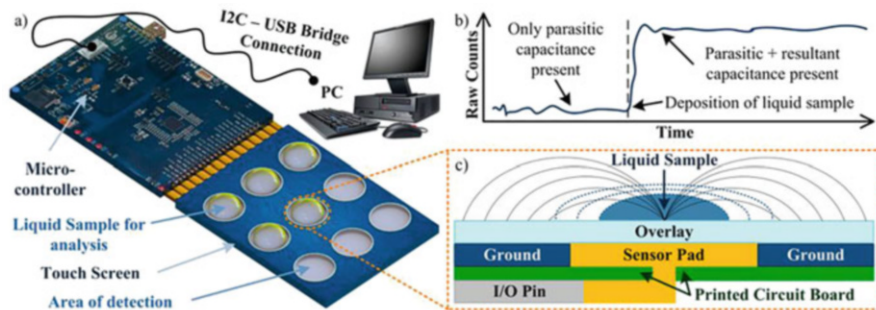 a)
I2C – USB Bridge
Connection
PC
Micro-
controller
Liquid Sample for
analysis
Touch Screen
Area of detection
b)
Raw Counts
Only parasitic
capacitance
present
Parasitic + resultant
capacitance present
Deposition of liquid sample
Time
c)
Liquid Sample
Overlay
Ground
Sensor Pad
Ground
I/O Pin
Printed Circuit Board